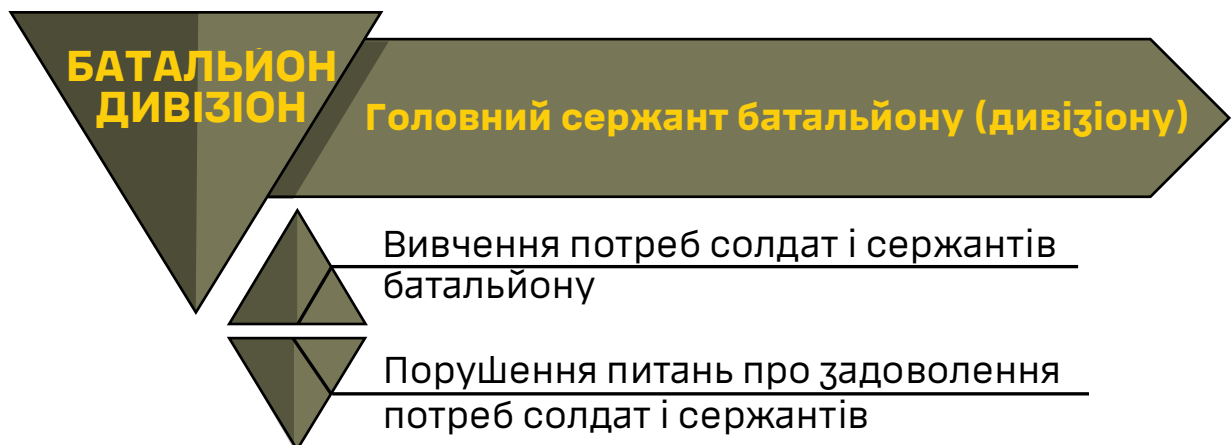 БАТАЛЬЙОН
ДИВІЗІОН
Головний сержант батальйону (дивізіону)
Вивчення потреб солдат і сержантів
батальйону
Порушення питань про задоволення
потреб солдат і сержантів